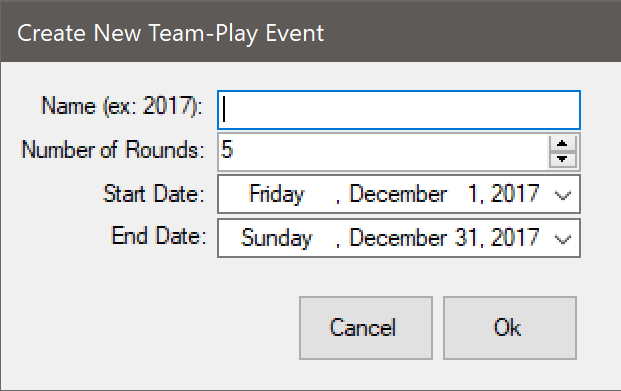 Create New Team-Play Event
Name (ex: 2017):
Number of Rounds: 5
Start Date: Friday , December 1, 2017
End Date: Sunday , December 31, 2017
Cancel Ok